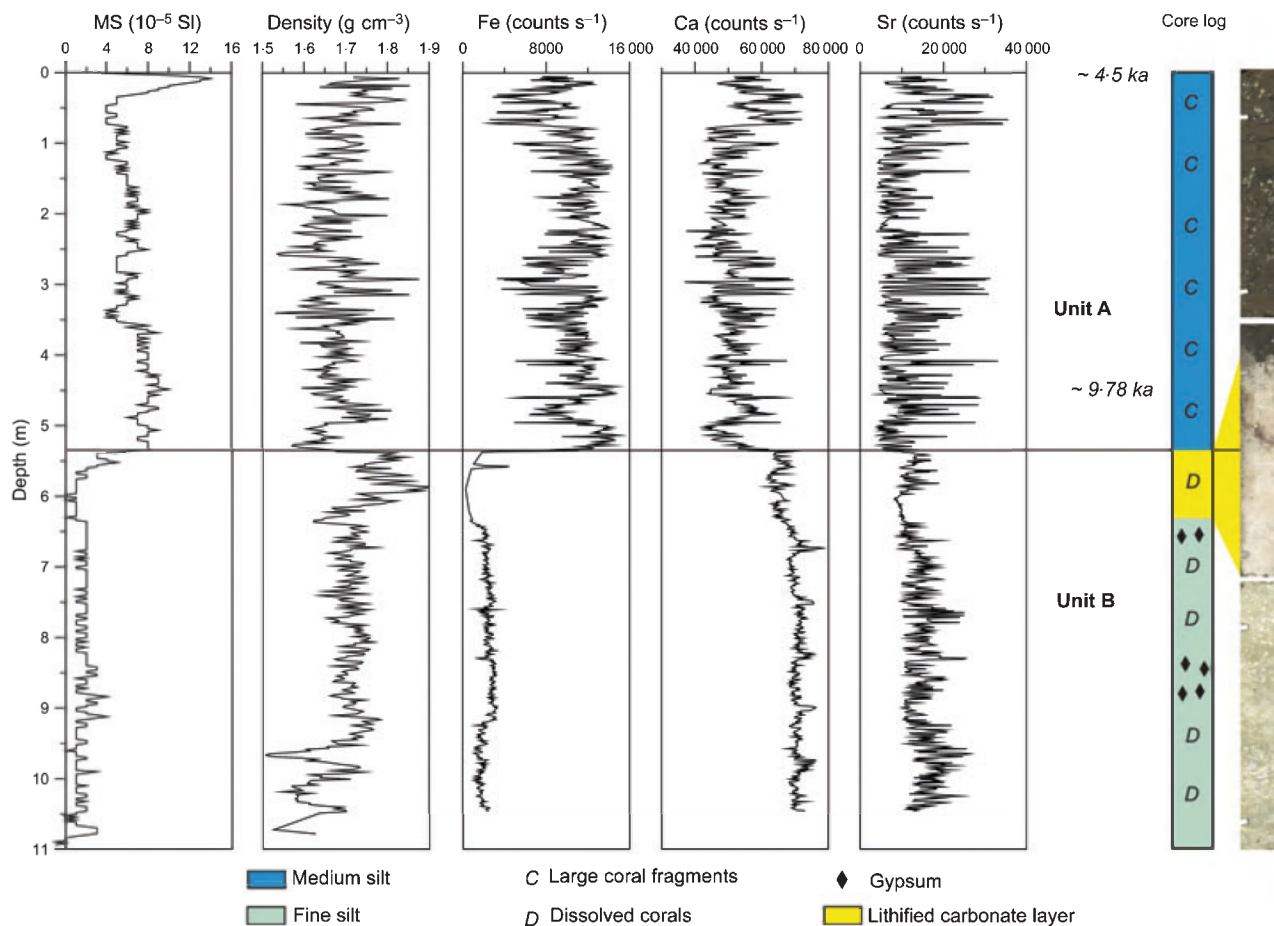 MS (10⁻⁵ SI) Density (g cm⁻³) Fe (counts s⁻¹) Ca (counts s⁻¹) Sr (counts s⁻¹) Core log
0 4 8 12 16 1.5 1.6 1.7 1.8 1.9 0 8000 16 000 40 000 60 000 80 000 0 20 000 40 000
0
~ 4·5 ka
C
1
C
2
C
3
C
Unit A
4
C
~ 9·78 ka
C
5
Depth (m)
6
D
7
D
Unit B
8
D
9
D
10
D
11
Medium silt C Large coral fragments Gypsum
Fine silt D Dissolved corals Lithified carbonate layer